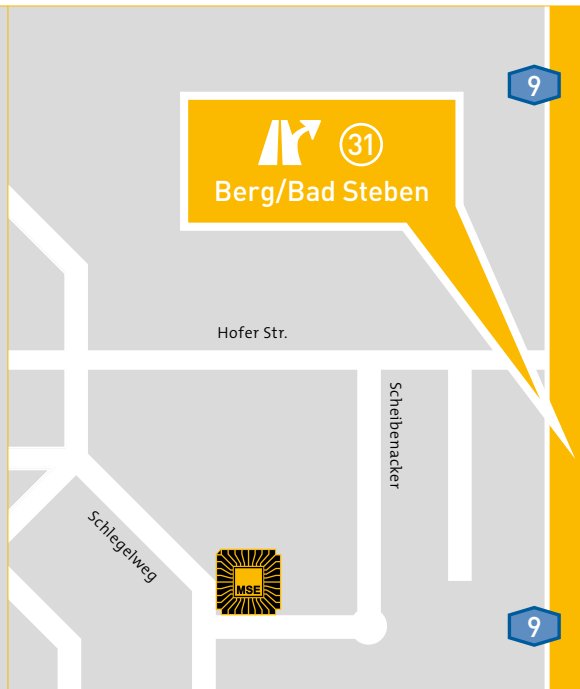 9
31
Berg/Bad Steben
Hofer Str.
Scheibenacker
Schlegelweg
MSE
9